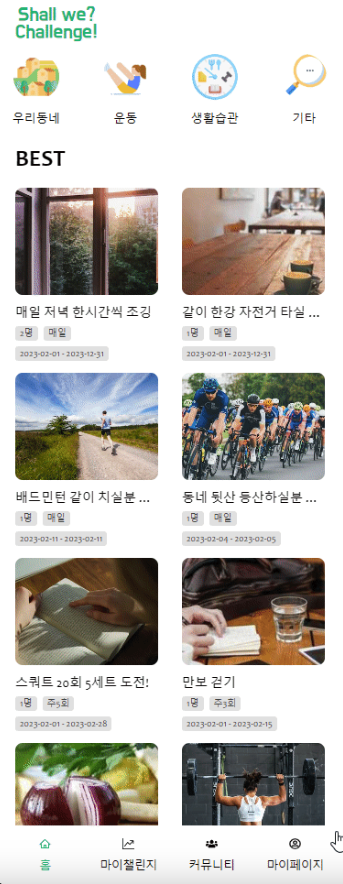 Shall we?
Challenge!
우리동네 운동 생활습관 기타
BEST
매일 저녁 한시간씩 조깅
2명 매일
2023-02-01 - 2023-12-31
같이 한강 자전거 타실 ...
1명 매일
2023-02-01 - 2023-12-31
배드민턴 같이 치실분 ...
1명 매일
2023-02-11 - 2023-02-11
동네 뒷산 등산하실분 ...
1명 매일
2023-02-04 - 2023-02-05
스쿼트 20회 5세트 도전!
1명 주5회
2023-02-01 - 2023-02-28
만보 걷기
1명 주3회
2023-02-01 - 2023-02-15
홈 마이챌린지 커뮤니티 마이페이지